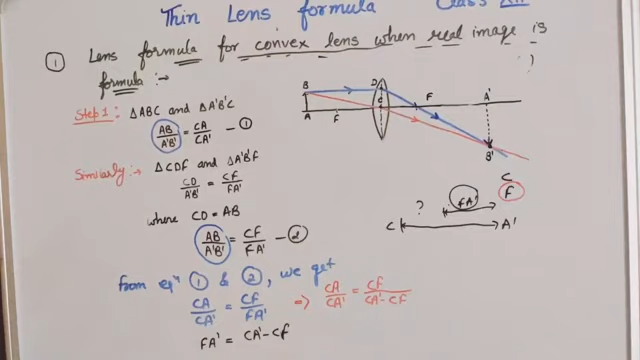 Thin Lens formula Class XII
① Lens formula for convex lens when real image is
formula :→
Step 1: ΔABC and ΔA'B'C
AB/A'B' = CA/CA' — ①
Similarly:→ ΔCDF and ΔA'B'F
CD/A'B' = CF/FA'
where CD = AB
AB/A'B' = CF/FA' — ②
From eqⁿ ① & ②, we get
CA/CA' = CF/FA' ⇒ CA/CA' = CF/CA' - CF
FA' = CA' - CF
B D F A'
A F C B'
C
F
? FA'
C A'